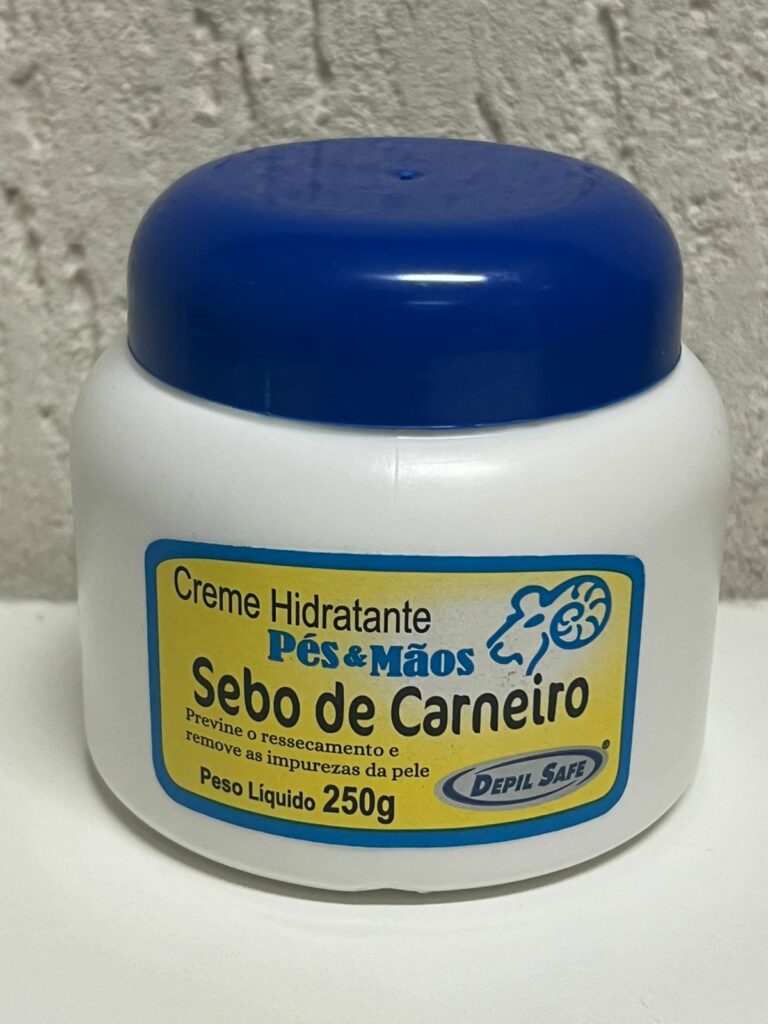 Creme Hidratante
Pés & Mãos
Sebo de Carneiro
Previne o ressecamento e
remove as impurezas da pele
Peso Líquido 250g
DEPIL SAFE®